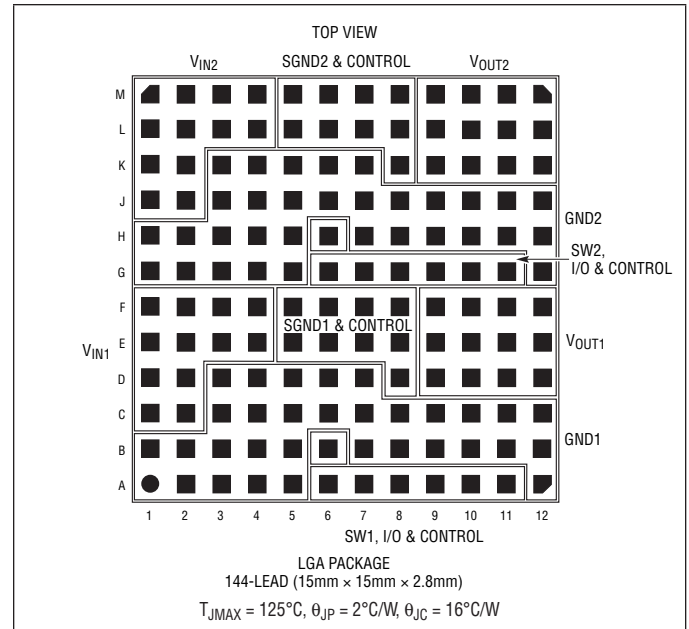 TOP VIEW
VIN2 SGND2 & CONTROL VOUT2
M
L
K
J
H
G
F
E
D
C
B
A
GND2
SW2,
I/O & CONTROL
SGND1 & CONTROL
VIN1
VOUT1
GND1
1 2 3 4 5 6 7 8 9 10 11 12
SW1, I/O & CONTROL
LGA PACKAGE
144-LEAD (15mm × 15mm × 2.8mm)
TJMAX = 125°C, θJP = 2°C/W, θJC = 16°C/W